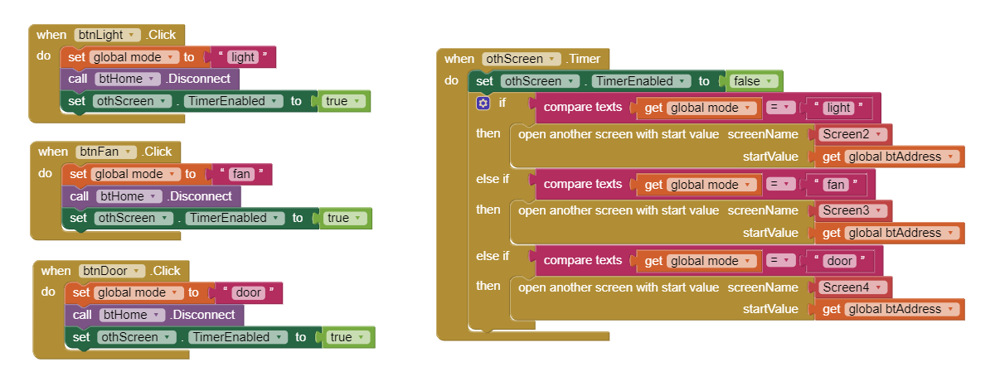 when btnLight .Click
do set global mode to " light "
call btHome .Disconnect
set othScreen . TimerEnabled to true
when btnFan .Click
do set global mode to " fan "
call btHome .Disconnect
set othScreen . TimerEnabled to true
when btnDoor .Click
do set global mode to " door "
call btHome .Disconnect
set othScreen . TimerEnabled to true
when othScreen .Timer
do set othScreen . TimerEnabled to false
if compare texts get global mode = " light "
then open another screen with start value screenName Screen2
startValue get global btAddress
else if compare texts get global mode = " fan "
then open another screen with start value screenName Screen3
startValue get global btAddress
else if compare texts get global mode = " door "
then open another screen with start value screenName Screen4
startValue get global btAddress